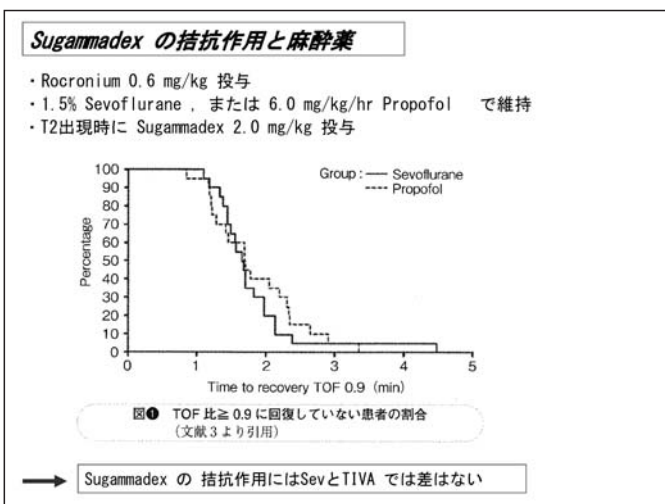 Sugammadex の拮抗作用と麻酔薬
・Rocronium 0.6 mg/kg 投与
・1.5% Sevoflurane , または 6.0 mg/kg/hr Propofol で維持
・T2出現時に Sugammadex 2.0 mg/kg 投与
Group : Sevoflurane
Propofol
Percentage
100
90
80
70
60
50
40
30
20
10
0
0 1 2 3 4 5
Time to recovery TOF 0.9 (min)
図❶ TOF 比≧0.9 に回復していない患者の割合
(文献 3 より引用)
Sugammadex の 拮抗作用にはSevとTIVA では差はない